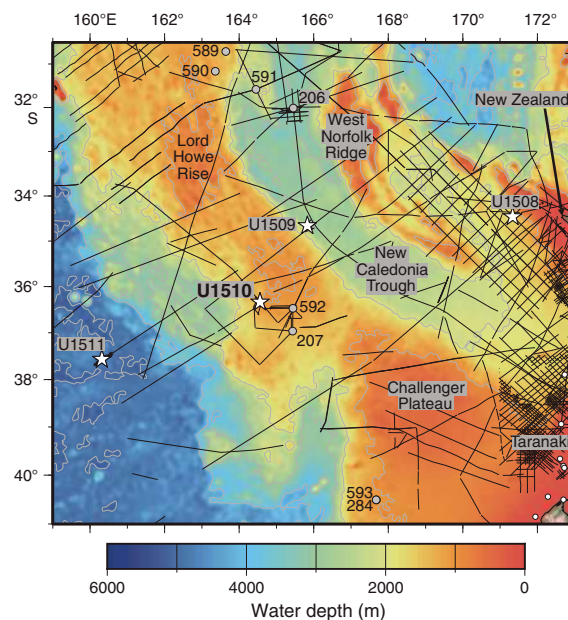 160°E 162° 164° 166° 168° 170° 172°
32°
S
34°
36°
38°
40°
589
590
591
206
New Zealand
West
Norfolk
Ridge
Lord
Howe
Rise
U1508
U1509
New
Caledonia
Trough
U1510
592
207
U1511
Challenger
Plateau
Taranaki
593
284
6000 4000 2000 0
Water depth (m)